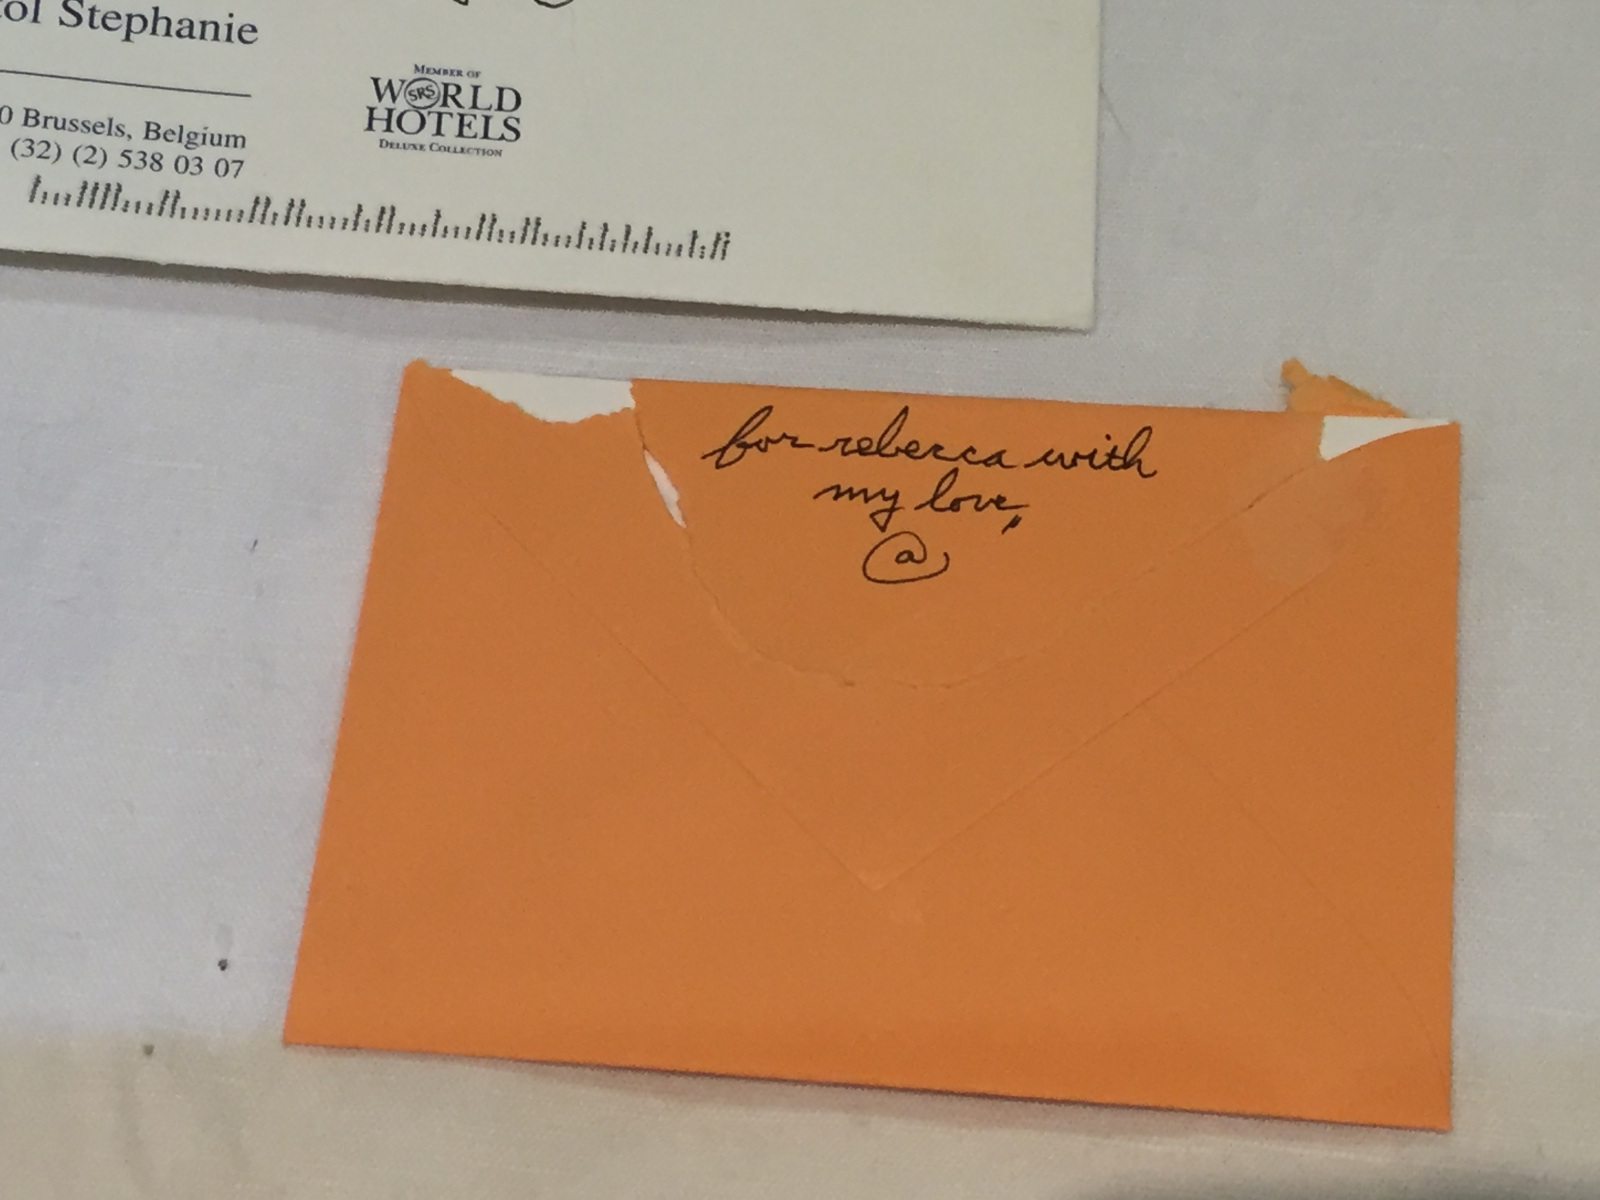 Stephanie
MEMBER OF
WORLD
SRS
HOTELS
DELUXE COLLECTION
0 Brussels, Belgium
(32) (2) 538 03 07
for rebecca with
my love,
@